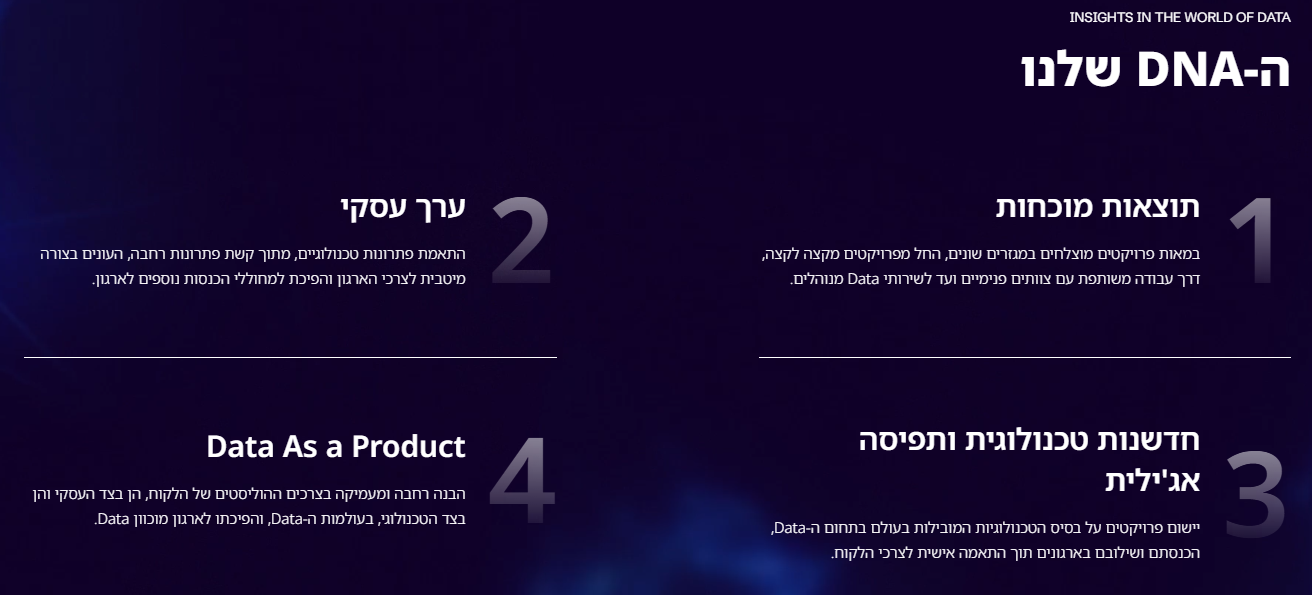 INSIGHTS IN THE WORLD OF DATA
ה-DNA שלנו
1
תוצאות מוכחות
במאות פרויקטים מוצלחים במגזרים שונים, החל מפרויקטים מקצה לקצה,
דרך עבודה משותפת עם צוותים פנימיים ועד לשירותי Data מנוהלים.
2
ערך עסקי
התאמת פתרונות טכנולוגיים, מתוך קשת פתרונות רחבה, העונים בצורה
מיטבית לצרכי הארגון והפיכת למחוללי הכנסות נוספים לארגון.
3
חדשנות טכנולוגית ותפיסה
אג'ילית
יישום פרויקטים על בסיס הטכנולוגיות המובילות בעולם בתחום ה-Data,
הכנסתם ושילובם בארגונים תוך התאמה אישית לצרכי הלקוח.
4
Data As a Product
הבנה רחבה ומעמיקה בצרכים ההוליסטים של הלקוח, הן בצד העסקי והן
בצד הטכנולוגי, בעולמות ה-Data, והפיכתו לארגון מוכוון Data.